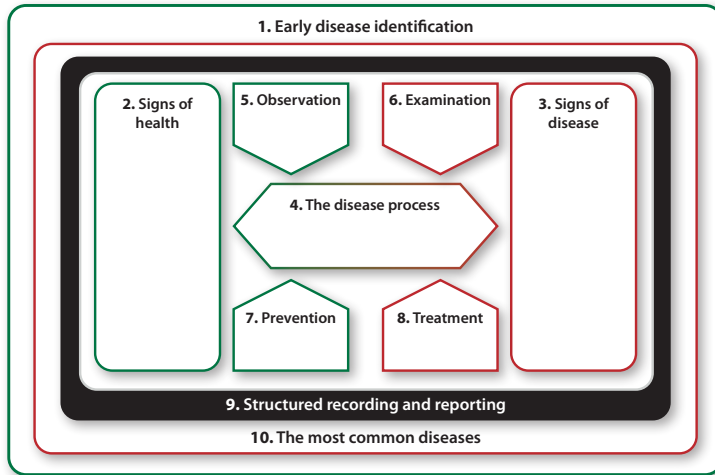 1. Early disease identification
2. Signs of
health
5. Observation
6. Examination
3. Signs of
disease
4. The disease process
7. Prevention
8. Treatment
9. Structured recording and reporting
10. The most common diseases